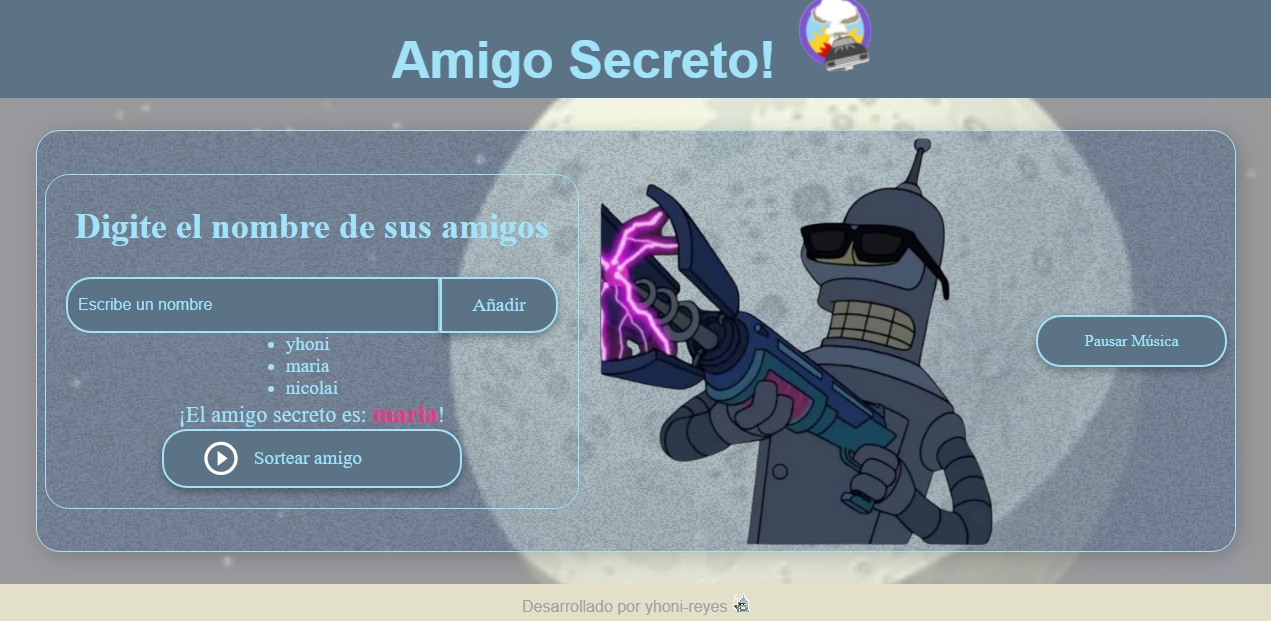 Amigo Secreto!
Digite el nombre de sus amigos
Escribe un nombre
Añadir
yhoni
maria
nicolai
¡El amigo secreto es: maria!
Sortear amigo
Pausar Música
Desarrollado por yhoni-reyes